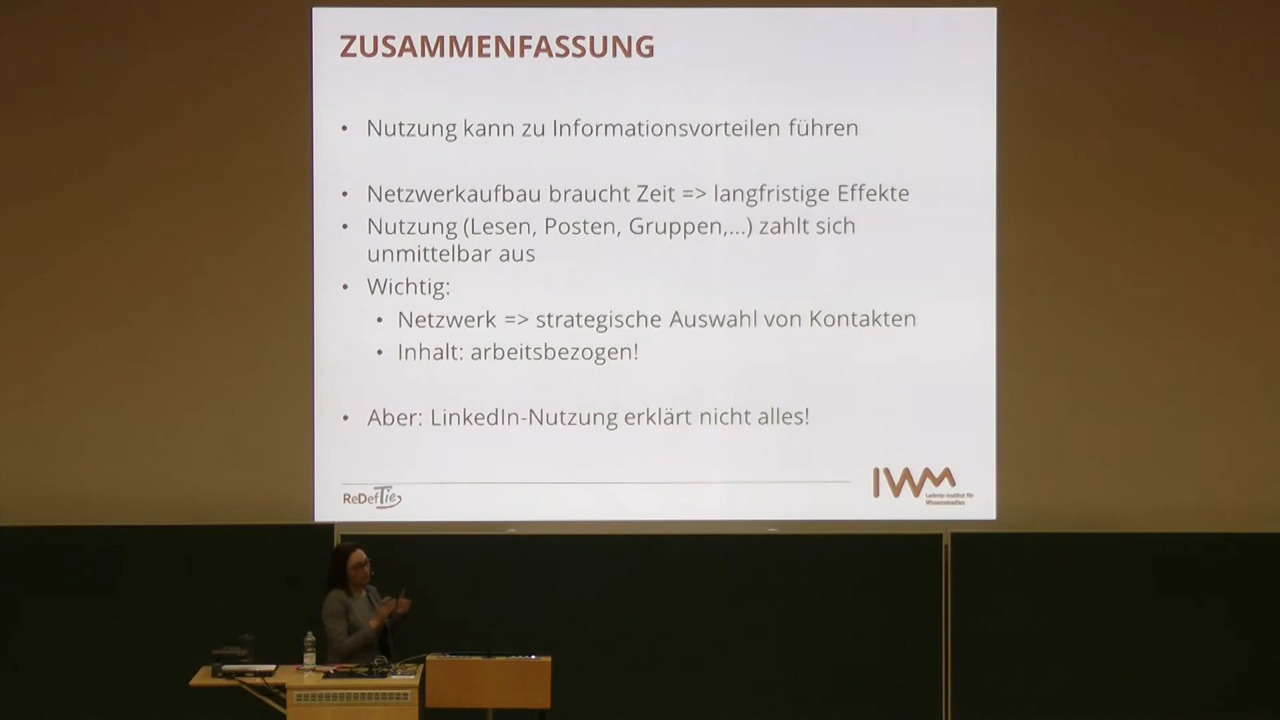 ZUSAMMENFASSUNG
• Nutzung kann zu Informationsvorteilen führen
• Netzwerkaufbau braucht Zeit => langfristige Effekte
• Nutzung (Lesen, Posten, Gruppen,...) zahlt sich
unmittelbar aus
• Wichtig:
• Netzwerk => strategische Auswahl von Kontakten
• Inhalt: arbeitsbezogen!
• Aber: LinkedIn-Nutzung erklärt nicht alles!
ReDefTie
IWM
Leibniz-Institut für
Wissensmedien